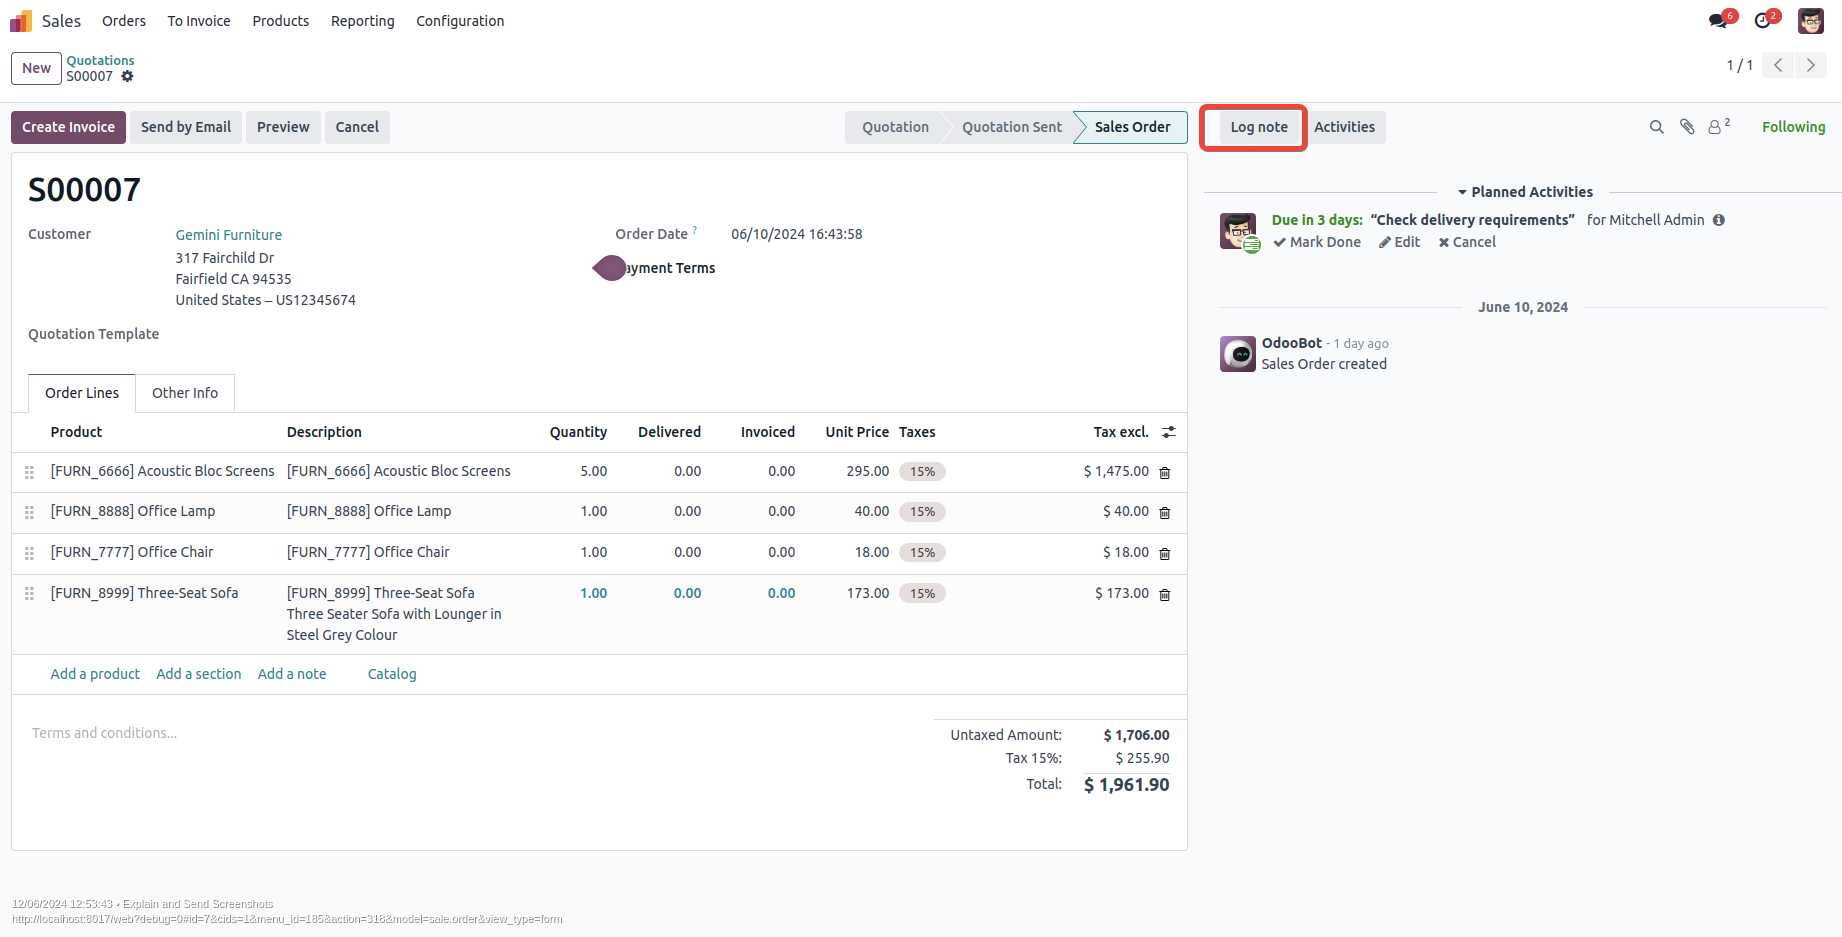 Sales Orders To Invoice Products Reporting Configuration 6 2
New Quotations
S00007
1 / 1
Create Invoice Send by Email Preview Cancel Quotation Quotation Sent Sales Order Log note Activities 2 Following
S00007
Customer Gemini Furniture
317 Fairchild Dr
Fairfield CA 94535
United States – US12345674
Order Date ? 06/10/2024 16:43:58
ayment Terms
Quotation Template
Order Lines Other Info
Product Description Quantity Delivered Invoiced Unit Price Taxes Tax excl.
[FURN_6666] Acoustic Bloc Screens [FURN_6666] Acoustic Bloc Screens 5.00 0.00 0.00 295.00 15% $ 1,475.00
[FURN_8888] Office Lamp [FURN_8888] Office Lamp 1.00 0.00 0.00 40.00 15% $ 40.00
[FURN_7777] Office Chair [FURN_7777] Office Chair 1.00 0.00 0.00 18.00 15% $ 18.00
[FURN_8999] Three-Seat Sofa [FURN_8999] Three-Seat Sofa 1.00 0.00 0.00 173.00 15% $ 173.00
Three Seater Sofa with Lounger in
Steel Grey Colour
Add a product Add a section Add a note Catalog
Terms and conditions...
Untaxed Amount: $ 1,706.00
Tax 15%: $ 255.90
Total: $ 1,961.90
Planned Activities
Due in 3 days: “Check delivery requirements” for Mitchell Admin
Mark Done Edit Cancel
June 10, 2024
OdooBot - 1 day ago
Sales Order created
12/06/2024 12:53:43 • Explain and Send Screenshots
http://localhost:8017/web?debug=0#id=7&cids=1&menu_id=185&action=318&model=sale.order&view_type=form